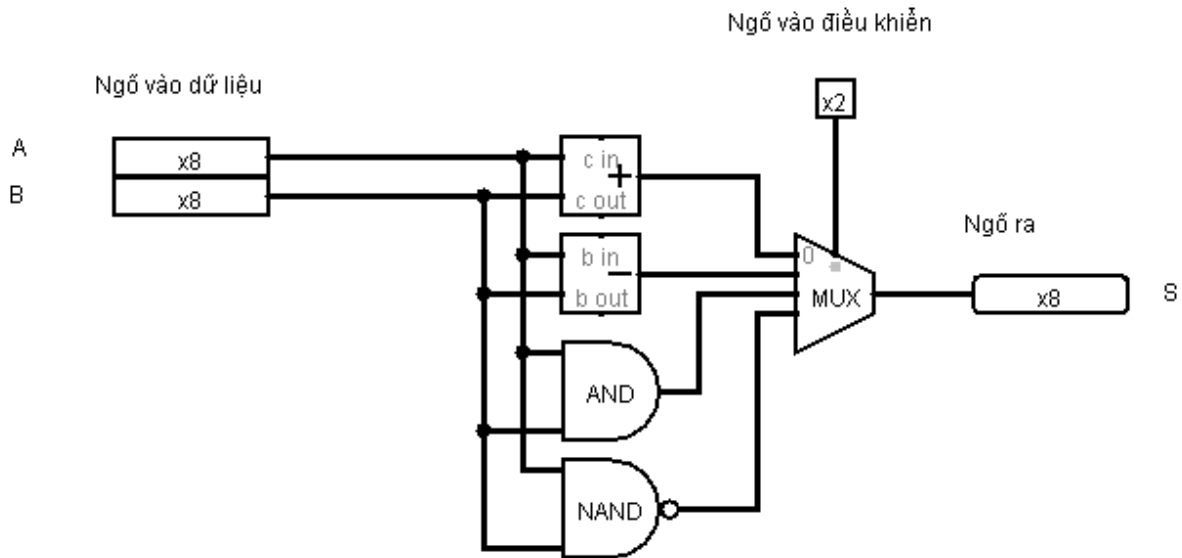 Ngõ vào điều khiển
Ngõ vào dữ liệu
x2
A
x8
c in
+
B
x8
c out
Ngõ ra
b in
−
0
b out
MUX
x8
S
AND
NAND